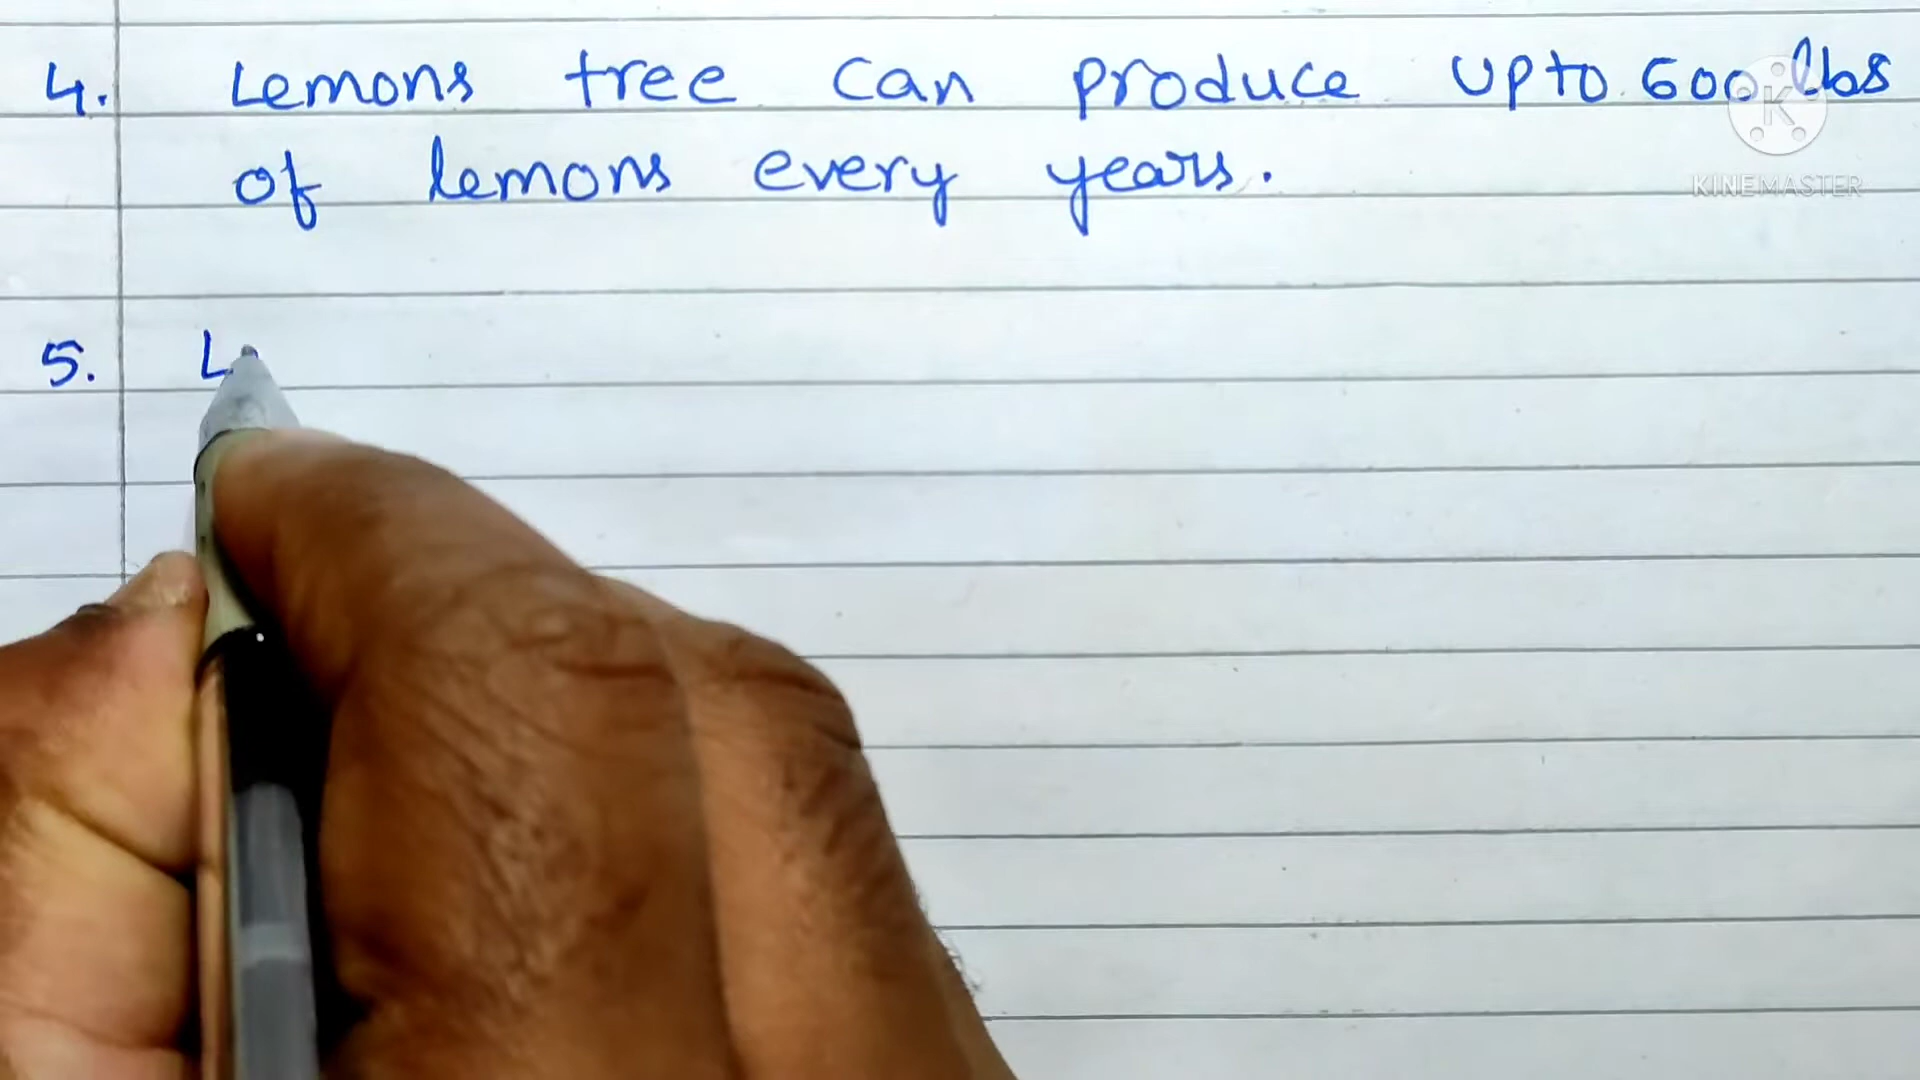 4. Lemons tree can produce upto 600 lbs
of lemons every years.
KINEMASTER
5. L